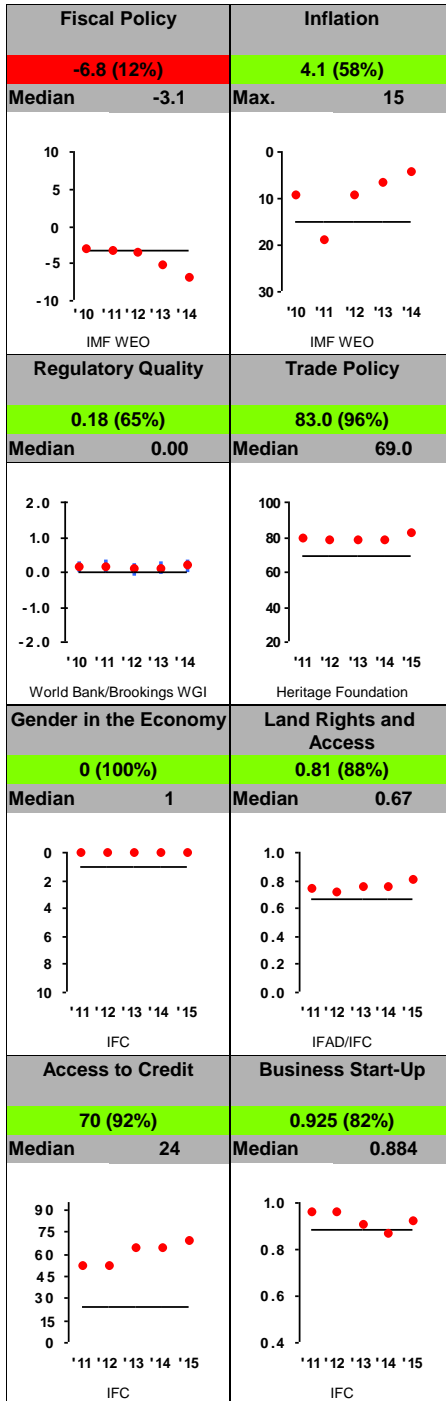 Fiscal Policy
-6.8 (12%)
Median -3.1
10
5
0
-5
-10
'10 '11 '12 '13 '14
IMF WEO
Inflation
4.1 (58%)
Max. 15
0
10
20
30
'10 '11 '12 '13 '14
IMF WEO
Regulatory Quality
0.18 (65%)
Median 0.00
2.0
1.0
0.0
-1.0
-2.0
'10 '11 '12 '13 '14
World Bank/Brookings WGI
Trade Policy
83.0 (96%)
Median 69.0
100
80
60
40
20
'11 '12 '13 '14 '15
Heritage Foundation
Gender in the Economy
0 (100%)
Median 1
0
2
4
6
8
10
'11 '12 '13 '14 '15
IFC
Land Rights and
Access
0.81 (88%)
Median 0.67
1.0
0.8
0.6
0.4
0.2
0.0
'11 '12 '13 '14 '15
IFAD/IFC
Access to Credit
70 (92%)
Median 24
90
75
60
45
30
15
0
'11 '12 '13 '14 '15
IFC
Business Start-Up
0.925 (82%)
Median 0.884
1.0
0.8
0.6
0.4
'11 '12 '13 '14 '15
IFC